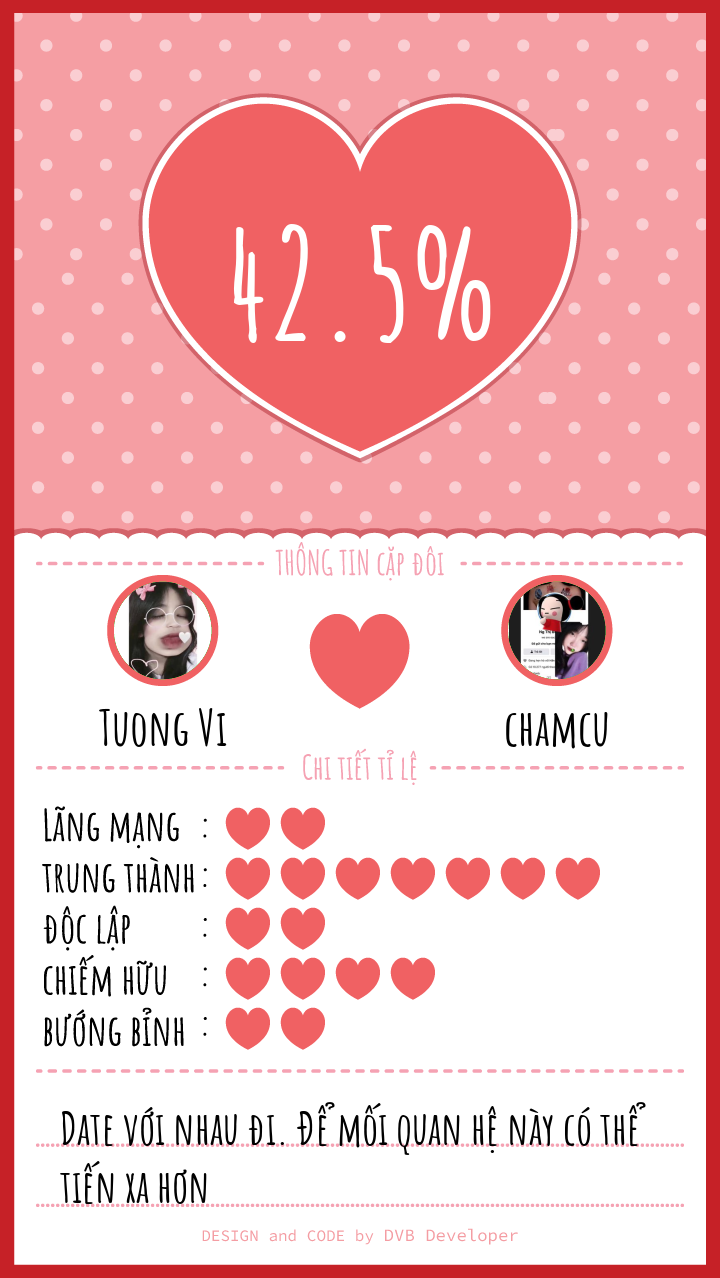 42.5%
THÔNG TIN CẶP ĐÔI
TUONG VI
CHAMCU
CHI TIẾT TỈ LỆ
LÃNG MẠNG :
TRUNG THÀNH :
ĐỘC LẬP :
CHIẾM HỮU :
BƯỚNG BỈNH :
DATE VỚI NHAU ĐI. ĐỂ MỐI QUAN HỆ NÀY CÓ THỂ
TIẾN XA HƠN
DESIGN and CODE by DVB Developer